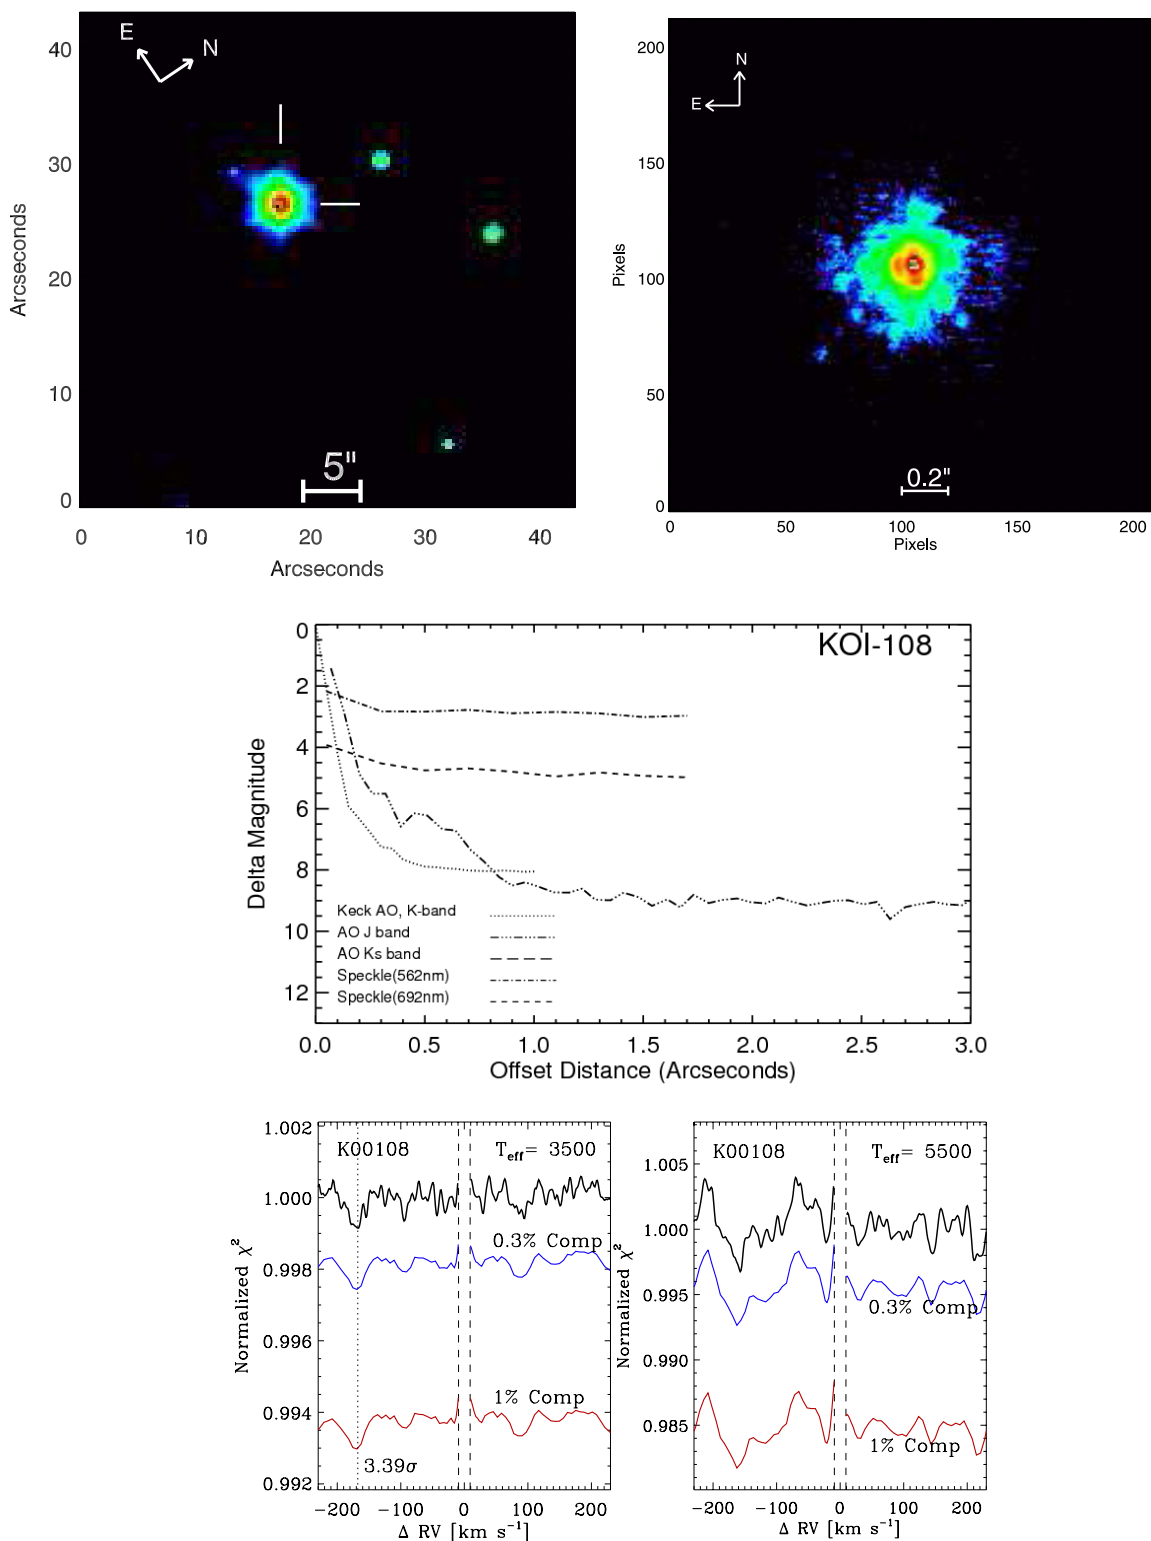 40
30
20
10
0
Arcseconds
E
N
5"
0
10
20
30
40
Arcseconds
200
150
100
50
0
Pixels
N
E
0.2"
0
50
100
150
200
Pixels
KOI-108
0
2
4
6
8
10
12
Delta Magnitude
Keck AO, K-band
AO J band
AO Ks band
Speckle(562nm)
Speckle(692nm)
0.0
0.5
1.0
1.5
2.0
2.5
3.0
Offset Distance (Arcseconds)
1.002
1.000
0.998
0.996
0.994
0.992
Normalized χ²
K00108
Teff= 3500
0.3% Comp
1% Comp
3.39σ
-200
-100
0
100
200
Δ RV [km s⁻¹]
1.005
1.000
0.995
0.990
0.985
Normalized χ²
K00108
Teff= 5500
0.3% Comp
1% Comp
-200
-100
0
100
200
Δ RV [km s⁻¹]